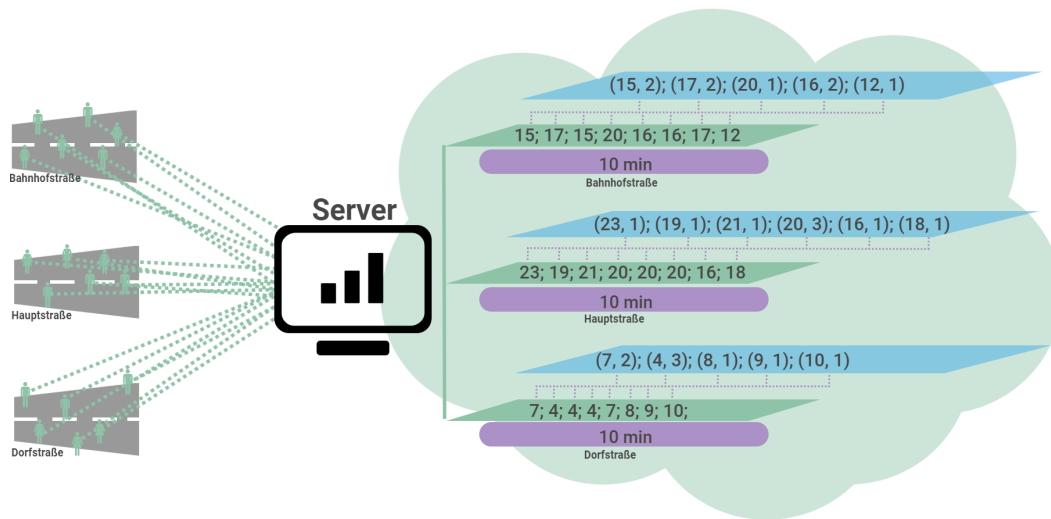 Bahnhofstraße
Hauptstraße
Dorfstraße
Server
(15, 2); (17, 2); (20, 1); (16, 2); (12, 1)
15; 17; 15; 20; 16; 16; 17; 12
10 min
Bahnhofstraße
(23, 1); (19, 1); (21, 1); (20, 3); (16, 1); (18, 1)
23; 19; 21; 20; 20; 20; 16; 18
10 min
Hauptstraße
(7, 2); (4, 3); (8, 1); (9, 1); (10, 1)
7; 4; 4; 4; 7; 8; 9; 10;
10 min
Dorfstraße